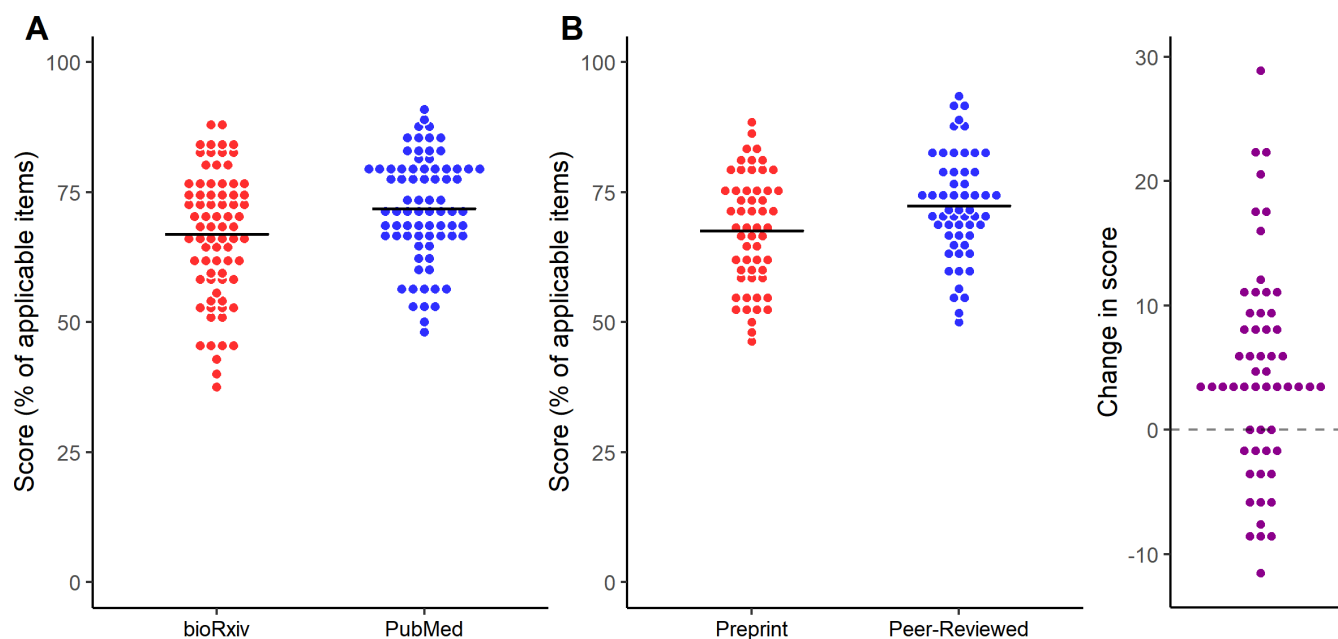 A
Score (% of applicable items)
100
75
50
25
0
bioRxiv PubMed
B
Score (% of applicable items)
100
75
50
25
0
Preprint Peer-Reviewed
Change in score
30
20
10
0
-10